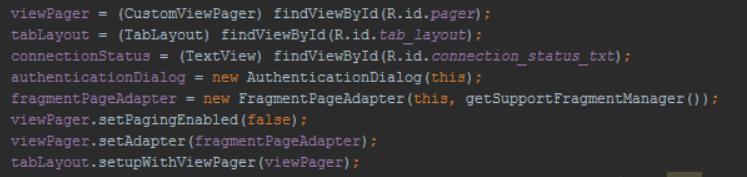 viewPager = (CustomViewPager) findViewById(R.id.pager);
tabLayout = (TabLayout) findViewById(R.id.tab_layout);
connectionStatus = (TextView) findViewById(R.id.connection_status_txt);
authenticationDialog = new AuthenticationDialog(this);
fragmentPageAdapter = new FragmentPageAdapter(this, getSupportFragmentManager());
viewPager.setPagingEnabled(false);
viewPager.setAdapter(fragmentPageAdapter);
tabLayout.setupWithViewPager(viewPager);